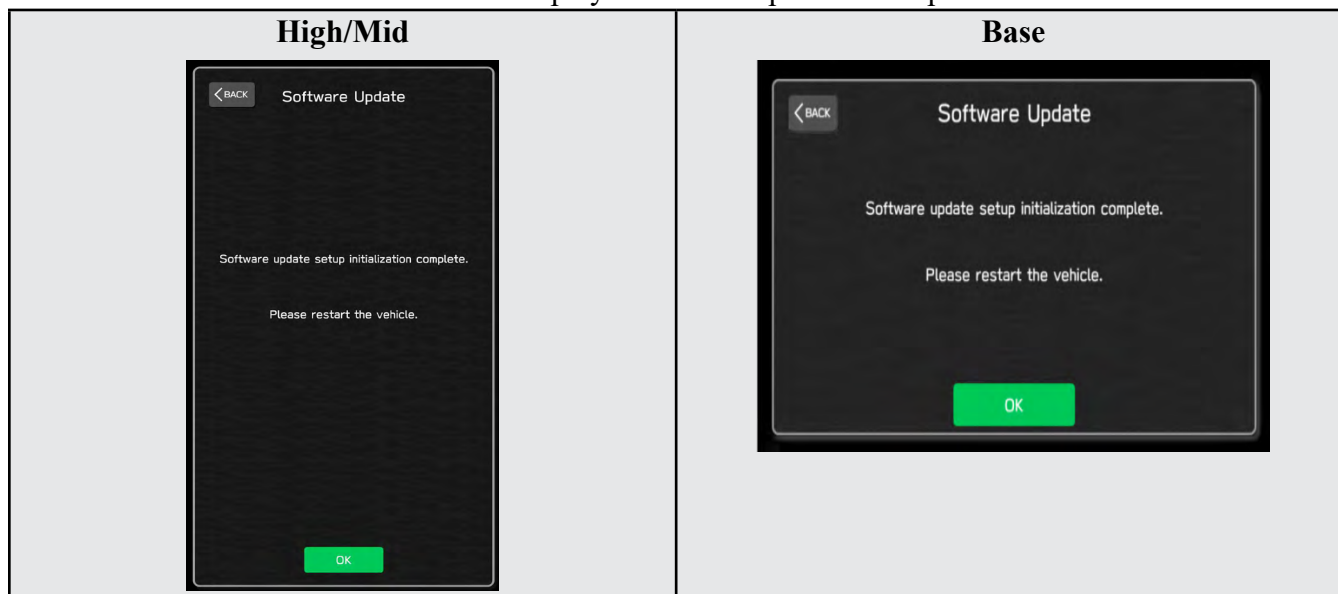 High/Mid
Base
BACK
Software Update
Software update setup initialization complete.
Please restart the vehicle.
OK
BACK
Software Update
Software update setup initialization complete.
Please restart the vehicle.
OK